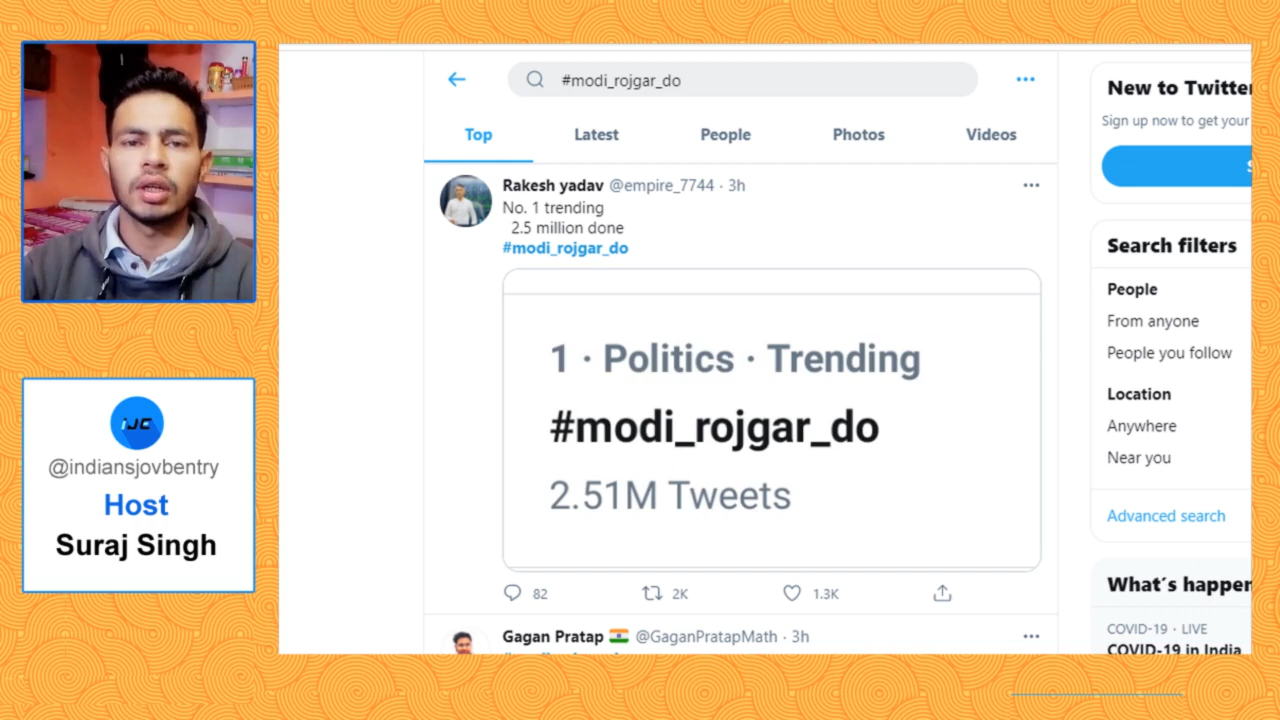 iJC
@indiansjovbentry
Host
Suraj Singh
#modi_rojgar_do
Top
Latest
People
Photos
Videos
Rakesh yadav @empire_7744 · 3h
No. 1 trending
2.5 million done
#modi_rojgar_do
1 · Politics · Trending
#modi_rojgar_do
2.51M Tweets
82
2K
1.3K
Gagan Pratap @GaganPratapMath · 3h
New to Twitter
Sign up now to get your
Search filters
People
From anyone
People you follow
Location
Anywhere
Near you
Advanced search
What's happen
COVID-19 · LIVE
COVID-19 in India